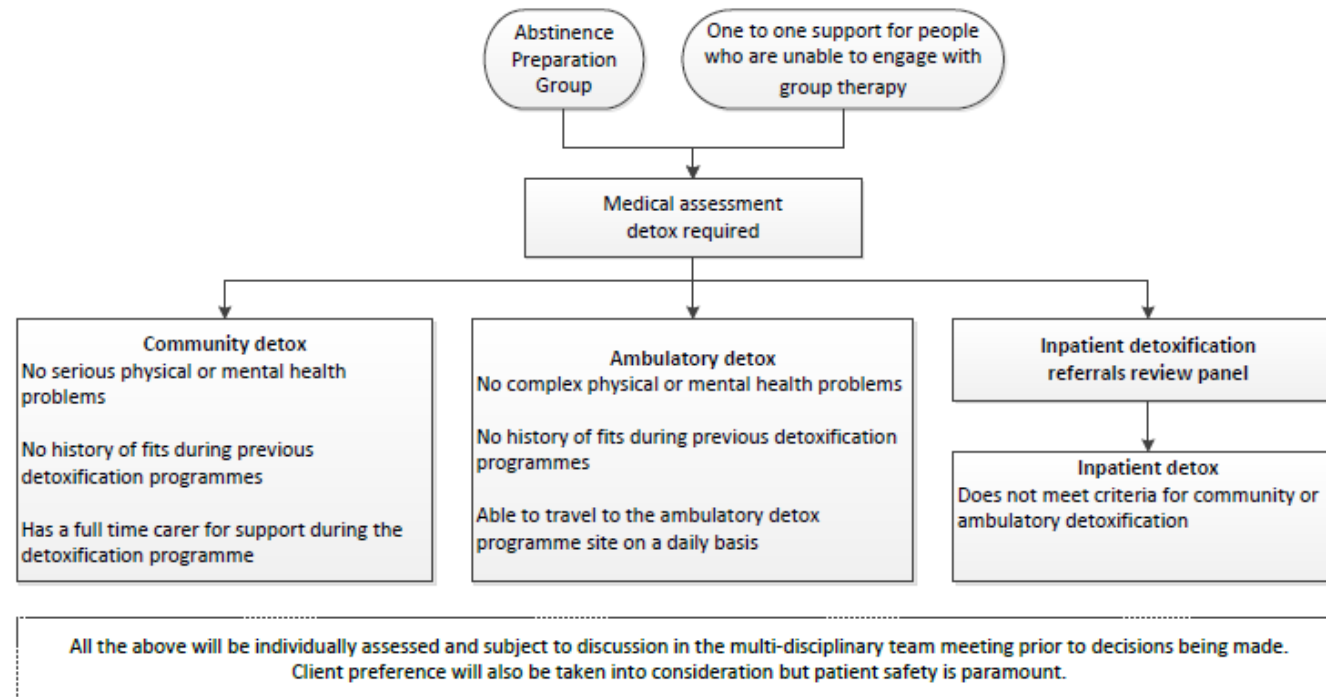 Abstinence
Preparation
Group
One to one support for people
who are unable to engage with
group therapy
Medical assessment
detox required
Community detox
No serious physical or mental health
problems
No history of fits during previous
detoxification programmes
Has a full time carer for support during the
detoxification programme
Ambulatory detox
No complex physical or mental health problems
No history of fits during previous detoxification
programmes
Able to travel to the ambulatory detox
programme site on a daily basis
Inpatient detoxification
referrals review panel
Inpatient detox
Does not meet criteria for community or
ambulatory detoxification
All the above will be individually assessed and subject to discussion in the multi-disciplinary team meeting prior to decisions being made.
Client preference will also be taken into consideration but patient safety is paramount.